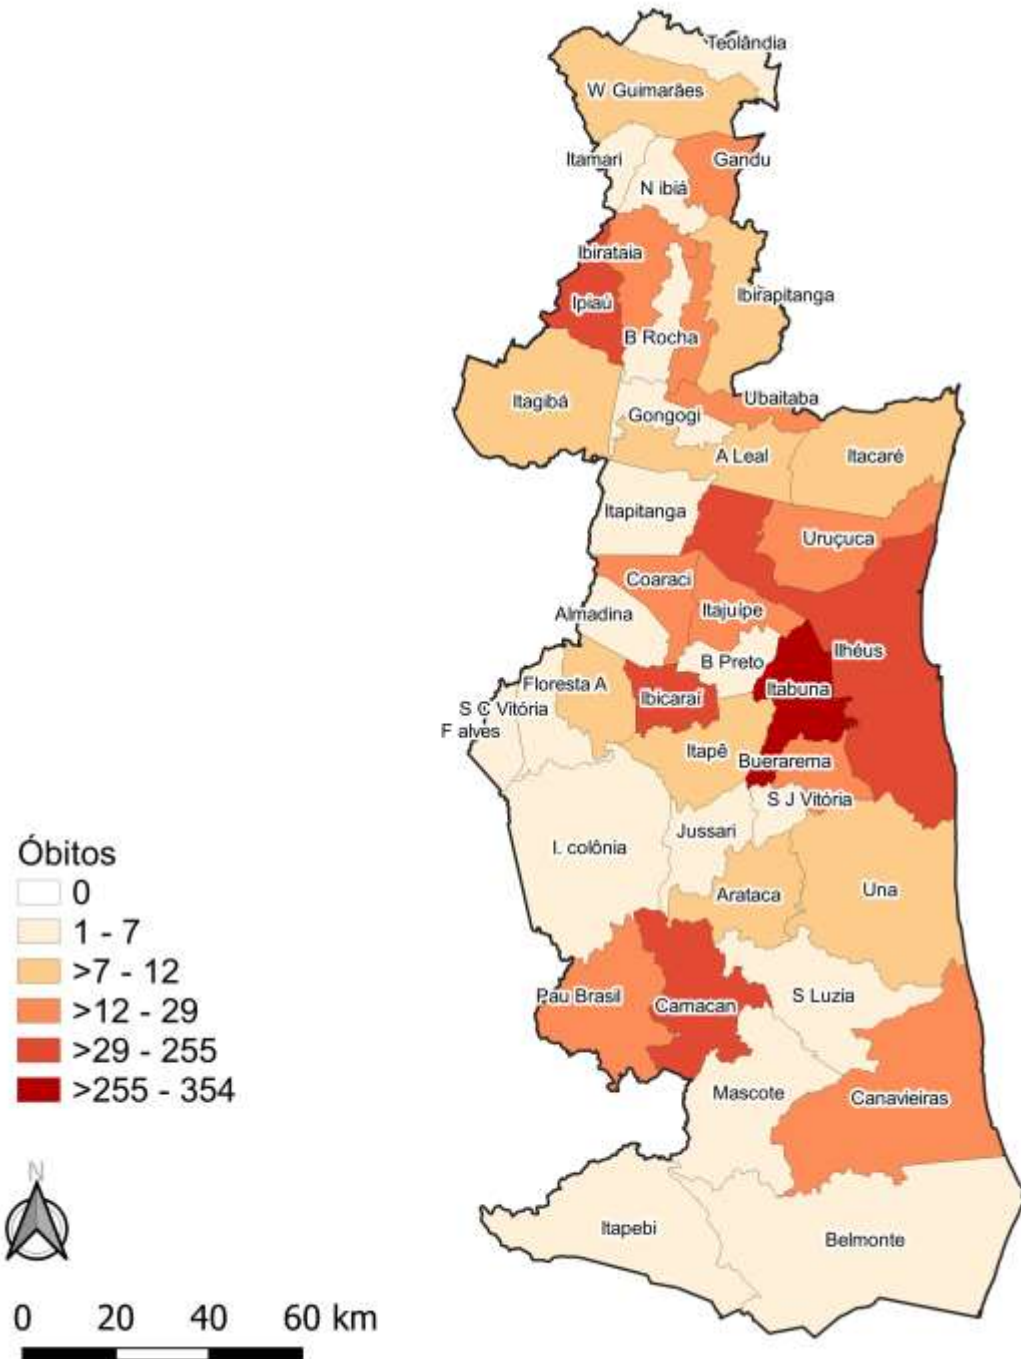 Teolândia
W Guimarães
Itamari
Gandu
N ibiá
Ibirataia
Ipiaú
Ibirapitanga
B Rocha
Itagibá
Ubaitaba
Gongogi
A Leal
Itacaré
Itapitanga
Uruçuca
Coaraci
Itajuípe
Almadina
Ilhéus
B Preto
Floresta A
Ibicaraí
Itabuna
S C Vitória
F alves
Itapê
Buerarema
S J Vitória
Jussari
I. colônia
Arataca
Una
Pau Brasil
Camacan
S Luzia
Mascote
Canavieiras
Itapebi
Belmonte
Óbitos
0
1 - 7
>7 - 12
>12 - 29
>29 - 255
>255 - 354
N
0 20 40 60 km